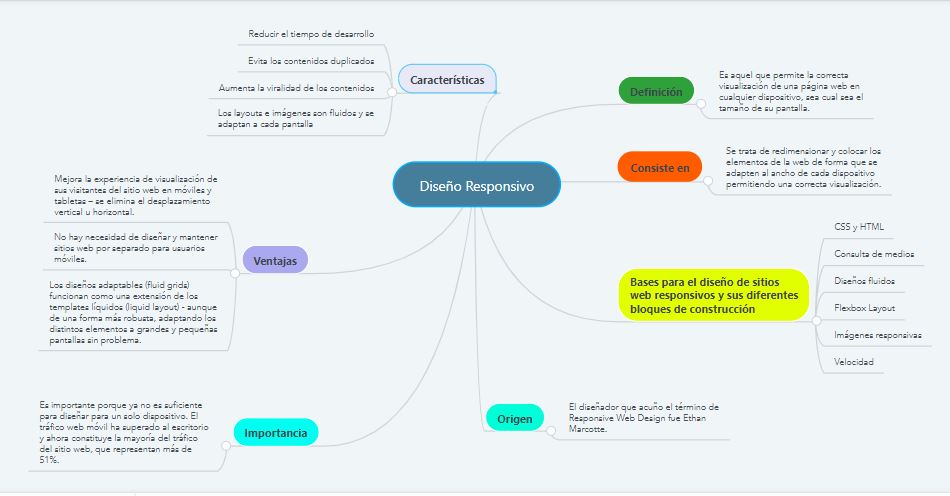 Diseño Responsivo
Características
Reducir el tiempo de desarrollo
Evita los contenidos duplicados
Aumenta la viralidad de los contenidos
Los layouts e imágenes son fluidos y se
adaptan a cada pantalla
Definición
Es aquel que permite la correcta
visualización de una página web en
cualquier dispositivo, sea cual sea el
tamaño de su pantalla.
Consiste en
Se trata de redimensionar y colocar los
elementos de la web de forma que se
adapten al ancho de cada dispositivo
permitiendo una correcta visualización.
Ventajas
Mejora la experiencia de visualización de
sus visitantes del sitio web en móviles y
tabletas – se elimina el desplazamiento
vertical u horizontal.
No hay necesidad de diseñar y mantener
sitios web por separado para usuarios
móviles.
Los diseños adaptables (fluid grids)
funcionan como una extensión de los
templates líquidos (liquid layout) - aunque
de una forma más robusta, adaptando los
distintos elementos a grandes y pequeñas
pantallas sin problema.
Bases para el diseño de sitios
web responsivos y sus diferentes
bloques de construcción
CSS y HTML
Consulta de medios
Diseños fluidos
Flexbox Layout
Imágenes responsivas
Velocidad
Importancia
Es importante porque ya no es suficiente
para diseñar para un solo dispositivo. El
tráfico web móvil ha superado al escritorio
y ahora constituye la mayoría del tráfico
del sitio web, que representan más de
51%.
Origen
El diseñador que acuño el término de
Responsive Web Design fue Ethan
Marcotte.